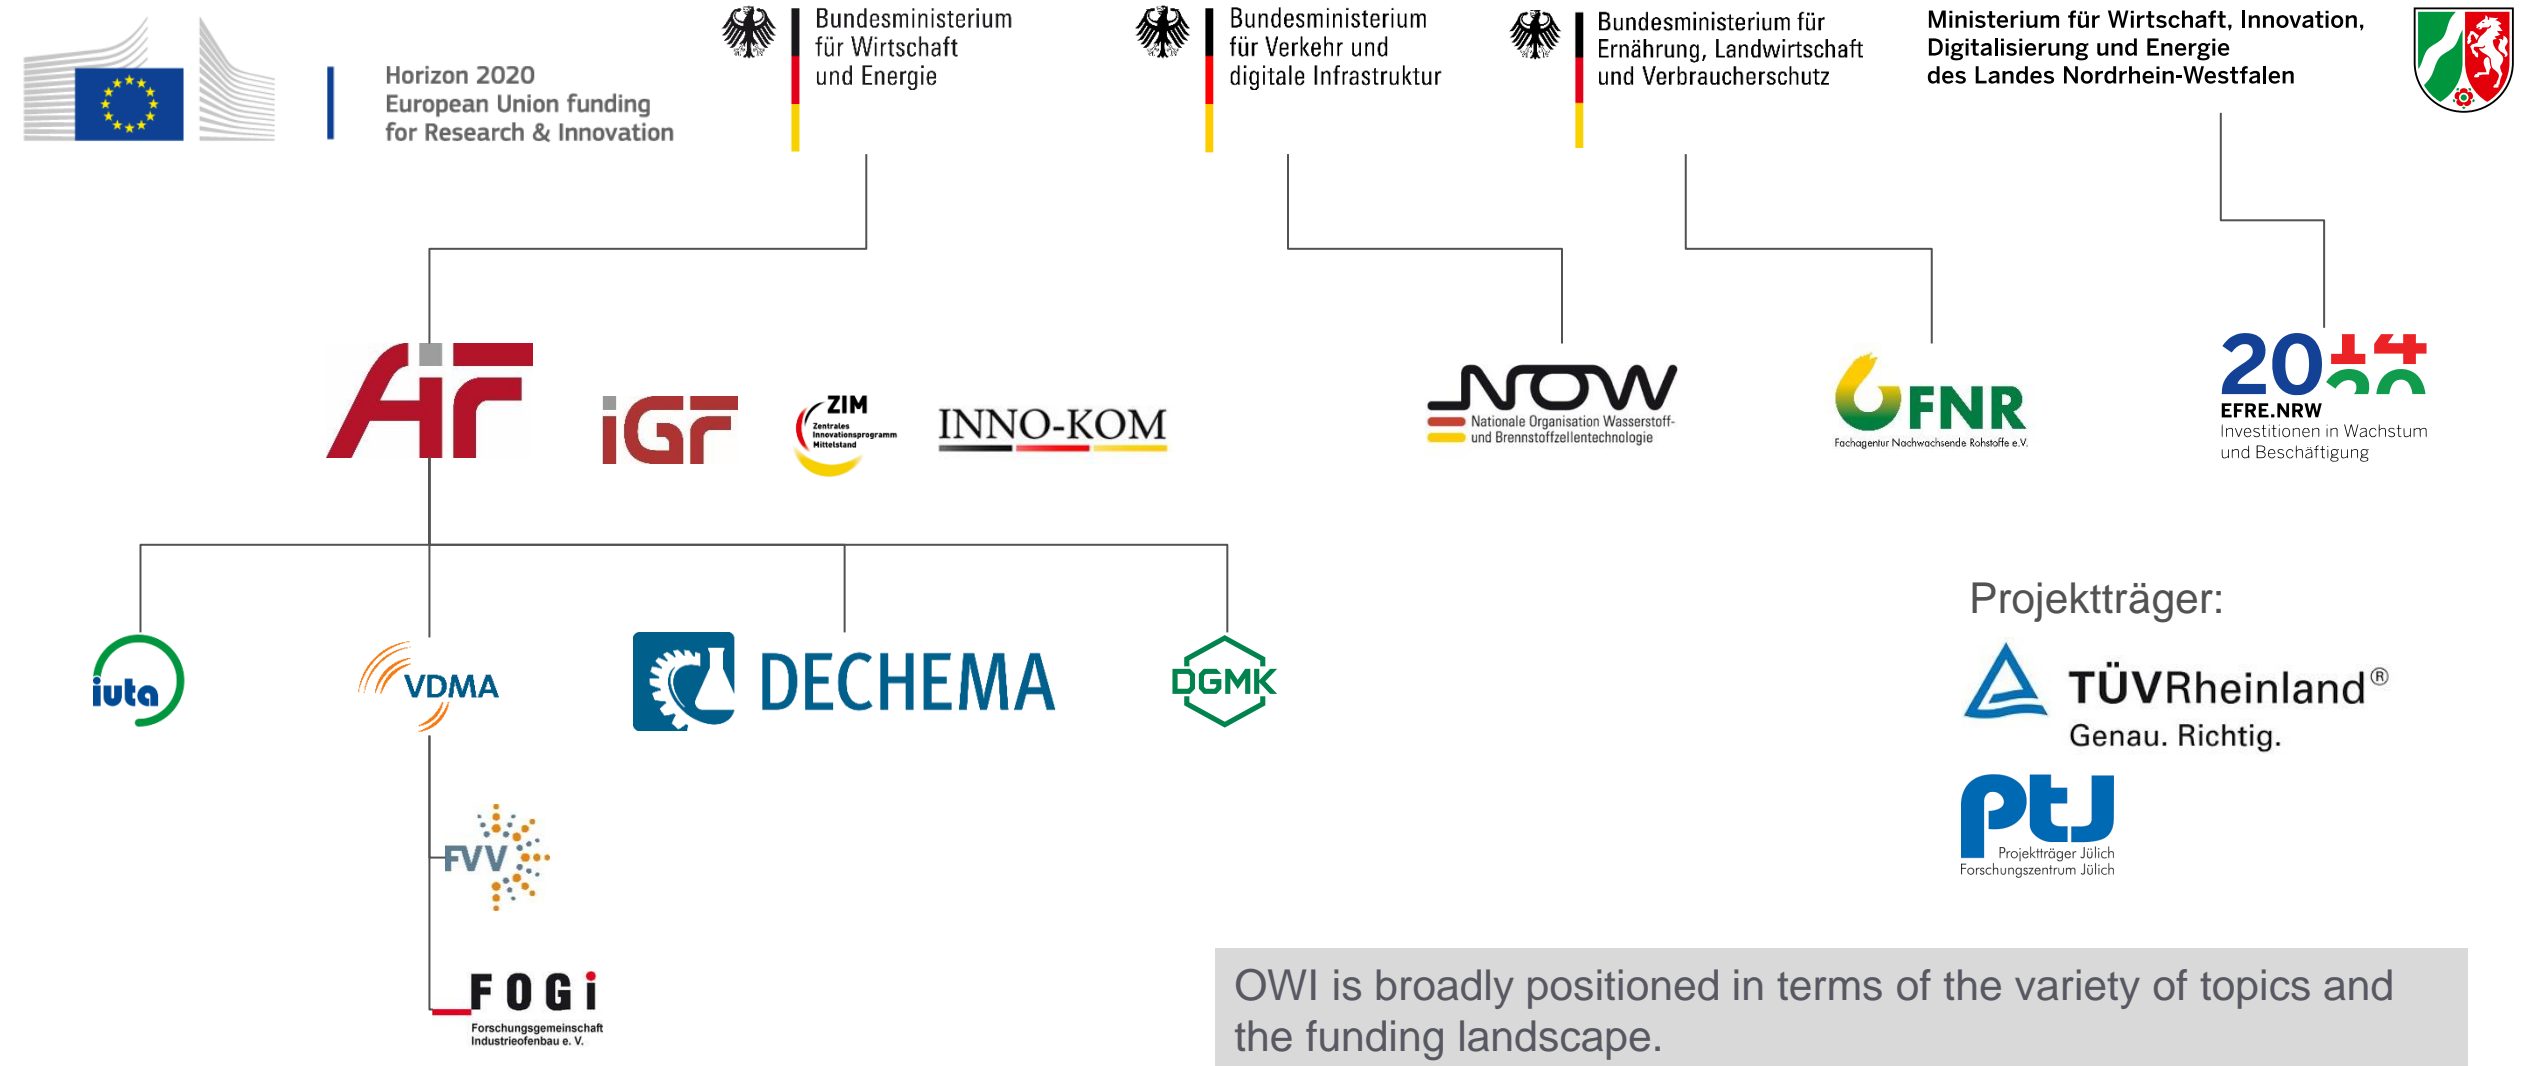 Horizon 2020
European Union funding
for Research & Innovation
Bundesministerium
für Wirtschaft
und Energie
Bundesministerium
für Verkehr und
digitale Infrastruktur
Bundesministerium für
Ernährung, Landwirtschaft
und Verbraucherschutz
Ministerium für Wirtschaft, Innovation,
Digitalisierung und Energie
des Landes Nordrhein-Westfalen
AiF
iGF
ZIM
Zentrales
Innovationsprogramm
Mittelstand
INNO-KOM
NOW
Nationale Organisation Wasserstoff-
und Brennstoffzellentechnologie
FNR
Fachagentur Nachwachsende Rohstoffe e.V.
2014
20
EFRE.NRW
Investitionen in Wachstum
und Beschäftigung
iuta
VDMA
DECHEMA
DGMK
Projektträger:
TÜVRheinland®
Genau. Richtig.
ptJ
Projektträger Jülich
Forschungszentrum Jülich
FVV
FOGi
Forschungsgemeinschaft
Industrieofenbau e. V.
OWI is broadly positioned in terms of the variety of topics and
the funding landscape.